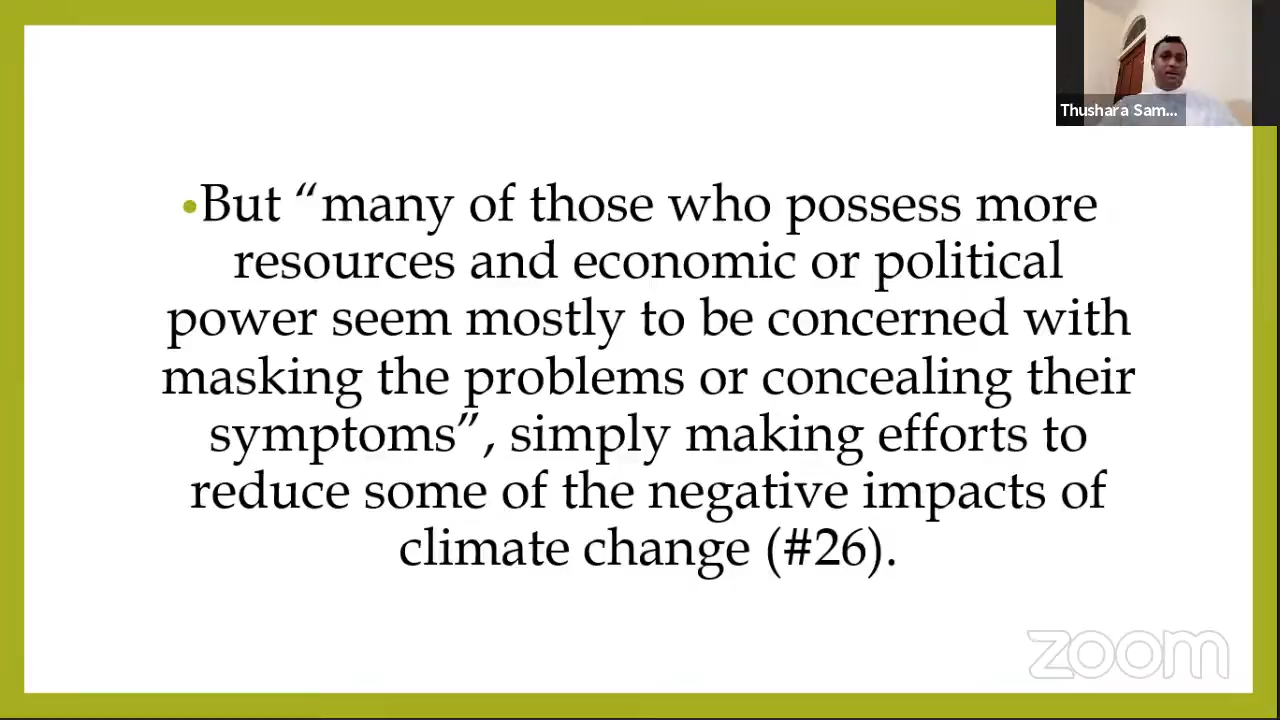 Thushara Sam...
•But “many of those who possess more
resources and economic or political
power seem mostly to be concerned with
masking the problems or concealing their
symptoms”, simply making efforts to
reduce some of the negative impacts of
climate change (#26).
zoom